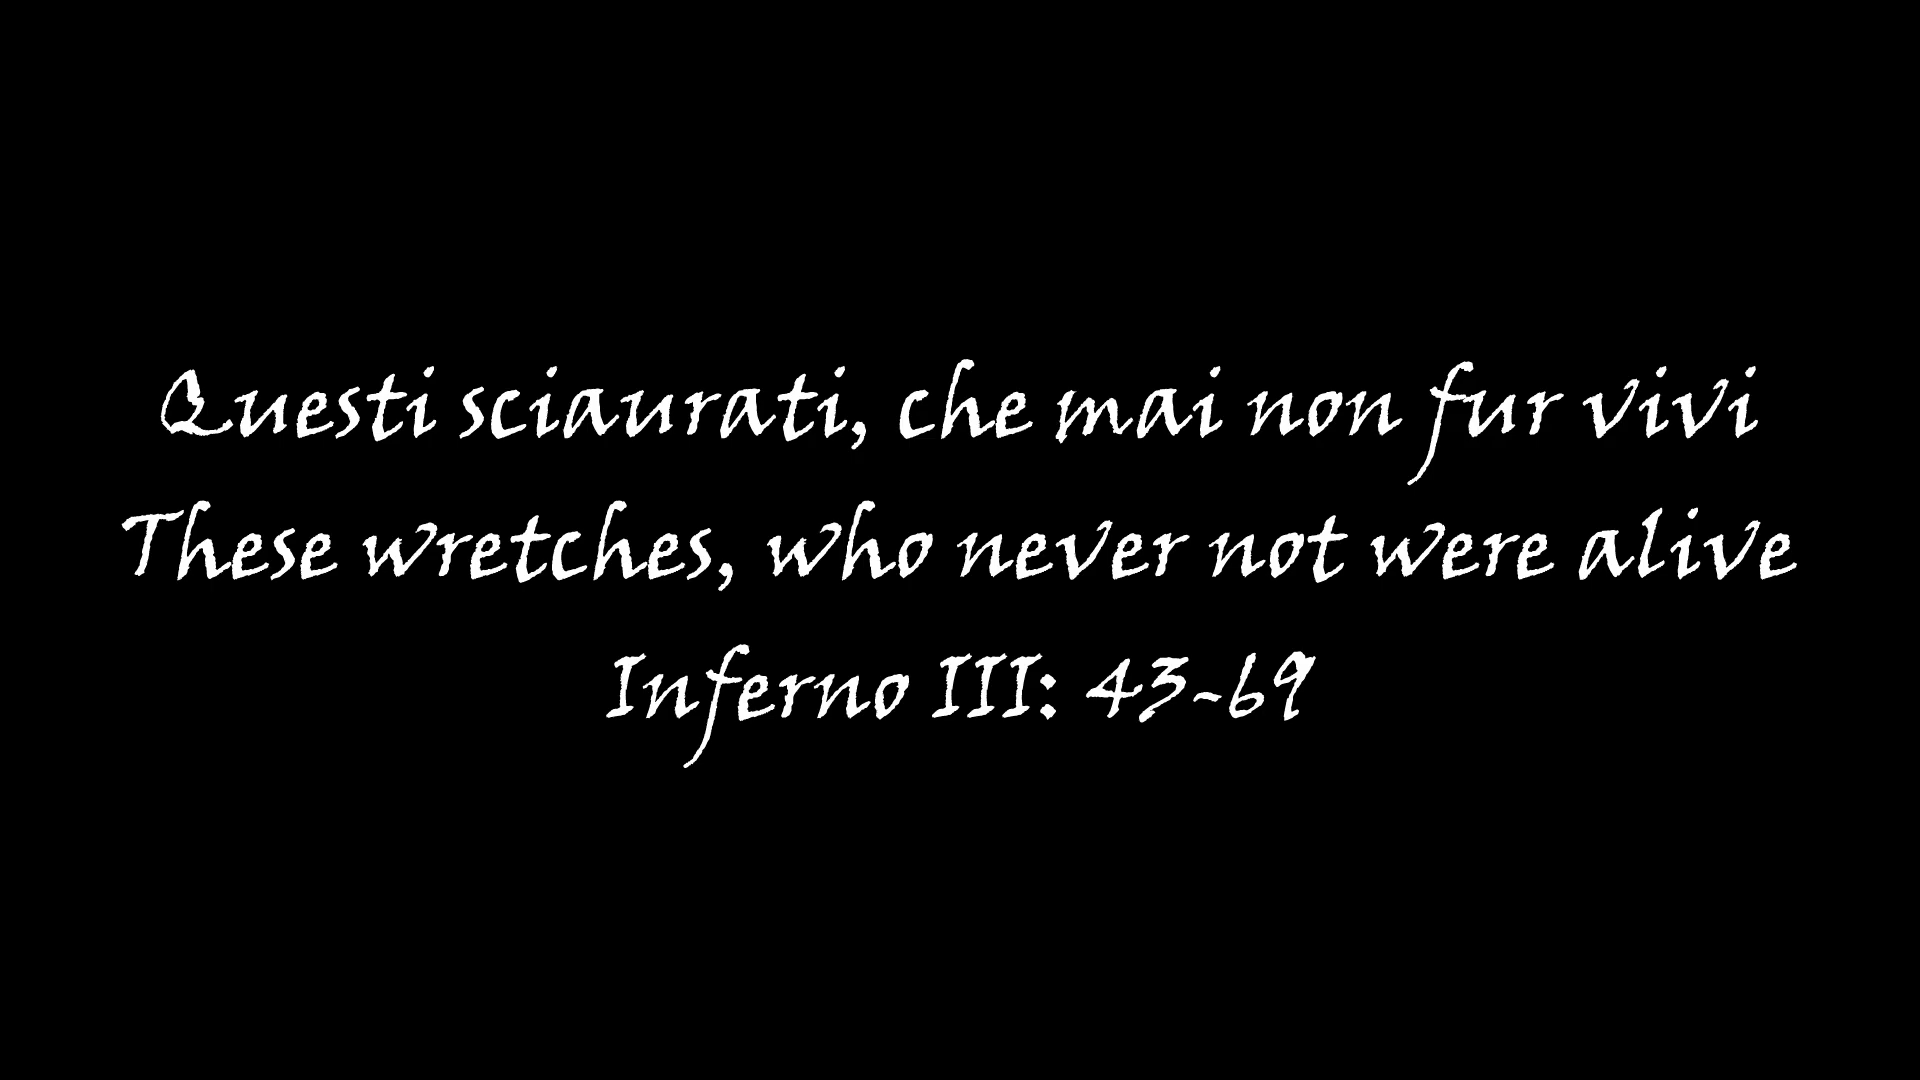 Questi sciaurati, che mai non fur vivi
These wretches, who never not were alive
Inferno III: 43-69